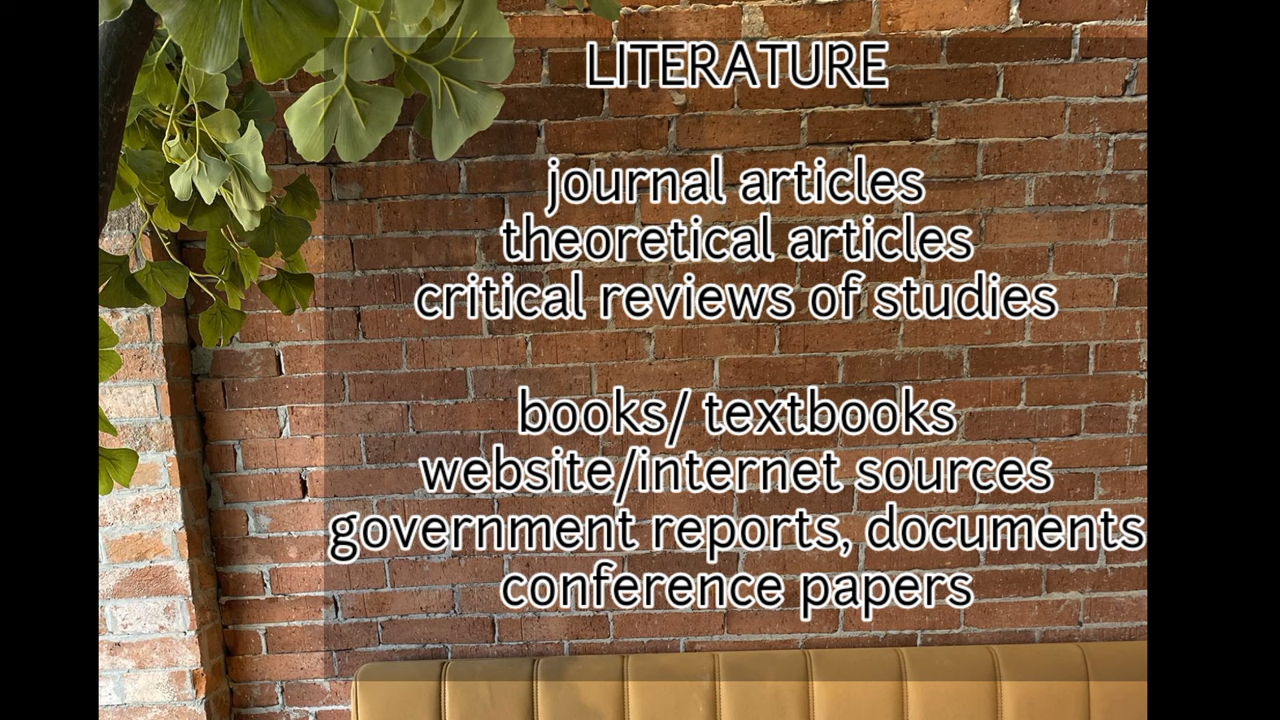 LITERATURE
journal articles
theoretical articles
critical reviews of studies
books/ textbooks
website/internet sources
government reports, documents
conference papers